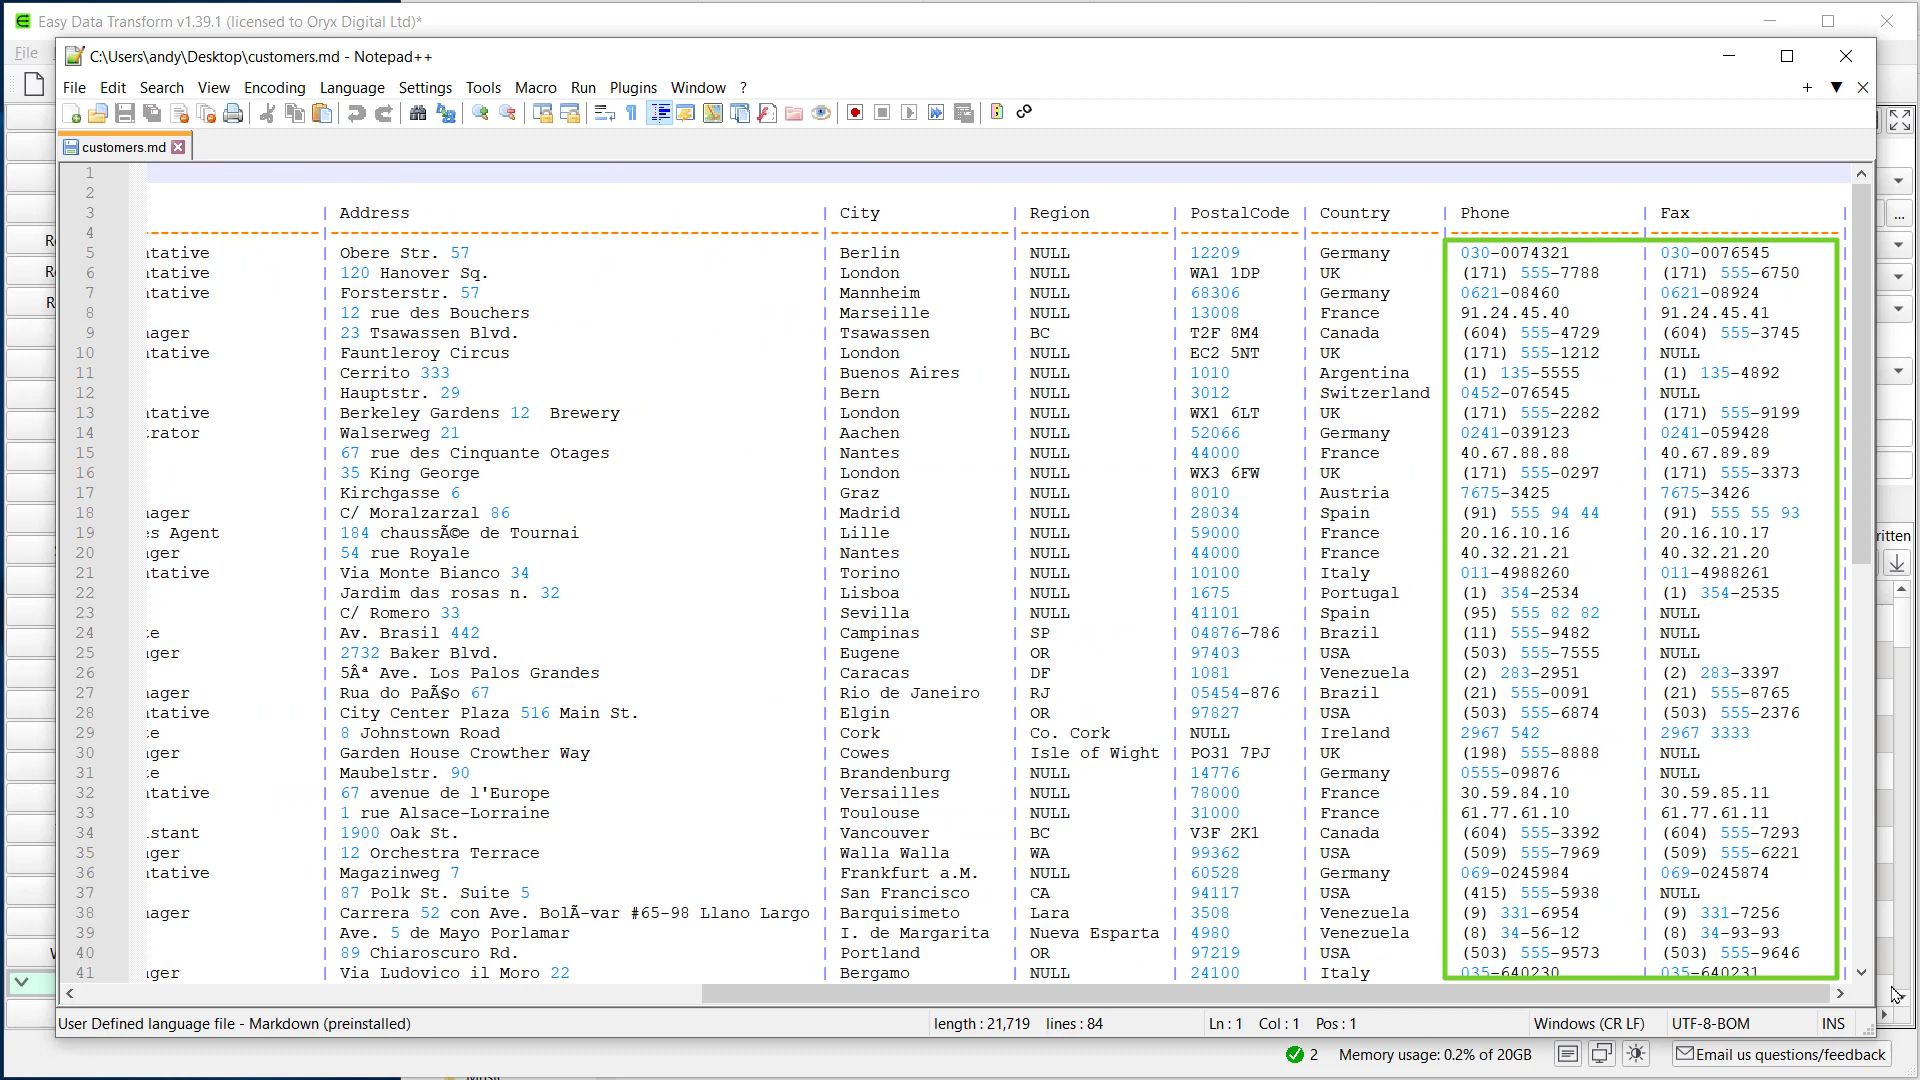 Easy Data Transform v1.39.1 (licensed to Oryx Digital Ltd)*
File
C:\Users\andy\Desktop\customers.md - Notepad++
File Edit Search View Encoding Language Settings Tools Macro Run Plugins Window ?
customers.md
1
2
3 | Address | City | Region | PostalCode | Country | Phone | Fax |
4
5 tative | Obere Str. 57 | Berlin | NULL | 12209 | Germany | 030-0074321 | 030-0076545 |
6 tative | 120 Hanover Sq. | London | NULL | WA1 1DP | UK | (171) 555-7788 | (171) 555-6750 |
7 tative | Forsterstr. 57 | Mannheim | NULL | 68306 | Germany | 0621-08460 | 0621-08924 |
8 | 12 rue des Bouchers | Marseille | NULL | 13008 | France | 91.24.45.40 | 91.24.45.41 |
9 ager | 23 Tsawassen Blvd. | Tsawassen | BC | T2F 8M4 | Canada | (604) 555-4729 | (604) 555-3745 |
10 tative | Fauntleroy Circus | London | NULL | EC2 5NT | UK | (171) 555-1212 | NULL |
11 | Cerrito 333 | Buenos Aires | NULL | 1010 | Argentina | (1) 135-5555 | (1) 135-4892 |
12 | Hauptstr. 29 | Bern | NULL | 3012 | Switzerland | 0452-076545 | NULL |
13 tative | Berkeley Gardens 12  Brewery | London | NULL | WX1 6LT | UK | (171) 555-2282 | (171) 555-9199 |
14 trator | Walserweg 21 | Aachen | NULL | 52066 | Germany | 0241-039123 | 0241-059428 |
15 | 67 rue des Cinquante Otages | Nantes | NULL | 44000 | France | 40.67.88.88 | 40.67.89.89 |
16 | 35 King George | London | NULL | WX3 6FW | UK | (171) 555-0297 | (171) 555-3373 |
17 | Kirchgasse 6 | Graz | NULL | 8010 | Austria | 7675-3425 | 7675-3426 |
18 ager | C/ Moralzarzal 86 | Madrid | NULL | 28034 | Spain | (91) 555 94 44 | (91) 555 55 93 |
19 s Agent | 184 chaussÃ©e de Tournai | Lille | NULL | 59000 | France | 20.16.10.16 | 20.16.10.17 |
20 ger | 54 rue Royale | Nantes | NULL | 44000 | France | 40.32.21.21 | 40.32.21.20 |
21 tative | Via Monte Bianco 34 | Torino | NULL | 10100 | Italy | 011-4988260 | 011-4988261 |
22 | Jardim das rosas n. 32 | Lisboa | NULL | 1675 | Portugal | (1) 354-2534 | (1) 354-2535 |
23 | C/ Romero 33 | Sevilla | NULL | 41101 | Spain | (95) 555 82 82 | NULL |
24 te | Av. Brasil 442 | Campinas | SP | 04876-786 | Brazil | (11) 555-9482 | NULL |
25 ger | 2732 Baker Blvd. | Eugene | OR | 97403 | USA | (503) 555-7555 | NULL |
26 | 5Âª Ave. Los Palos Grandes | Caracas | DF | 1081 | Venezuela | (2) 283-2951 | (2) 283-3397 |
27 ager | Rua do PaÃ§o 67 | Rio de Janeiro | RJ | 05454-876 | Brazil | (21) 555-0091 | (21) 555-8765 |
28 tative | City Center Plaza 516 Main St. | Elgin | OR | 97827 | USA | (503) 555-6874 | (503) 555-2376 |
29 te | 8 Johnstown Road | Cork | Co. Cork | NULL | Ireland | 2967 542 | 2967 3333 |
30 ger | Garden House Crowther Way | Cowes | Isle of Wight | PO31 7PJ | UK | (198) 555-8888 | NULL |
31 te | Maubelstr. 90 | Brandenburg | NULL | 14776 | Germany | 0555-09876 | NULL |
32 tative | 67 avenue de l'Europe | Versailles | NULL | 78000 | France | 30.59.84.10 | 30.59.85.11 |
33 | 1 rue Alsace-Lorraine | Toulouse | NULL | 31000 | France | 61.77.61.10 | 61.77.61.11 |
34 stant | 1900 Oak St. | Vancouver | BC | V3F 2K1 | Canada | (604) 555-3392 | (604) 555-7293 |
35 ger | 12 Orchestra Terrace | Walla Walla | WA | 99362 | USA | (509) 555-7969 | (509) 555-6221 |
36 tative | Magazinweg 7 | Frankfurt a.M. | NULL | 60528 | Germany | 069-0245984 | 069-0245874 |
37 | 87 Polk St. Suite 5 | San Francisco | CA | 94117 | USA | (415) 555-5938 | NULL |
38 ager | Carrera 52 con Ave. BolÃ-var #65-98 Llano Largo | Barquisimeto | Lara | 3508 | Venezuela | (9) 331-6954 | (9) 331-7256 |
39 | Ave. 5 de Mayo Porlamar | I. de Margarita | Nueva Esparta | 4980 | Venezuela | (8) 34-56-12 | (8) 34-93-93 |
40 | 89 Chiaroscuro Rd. | Portland | OR | 97219 | USA | (503) 555-9573 | (503) 555-9646 |
41 ger | Via Ludovico il Moro 22 | Bergamo | NULL | 24100 | Italy | 035-640230 | 035-640231 |
ritten
User Defined language file - Markdown (preinstalled) length : 21,719 lines : 84 Ln : 1 Col : 1 Pos : 1 Windows (CR LF) UTF-8-BOM INS
2 Memory usage: 0.2% of 20GB Email us questions/feedback